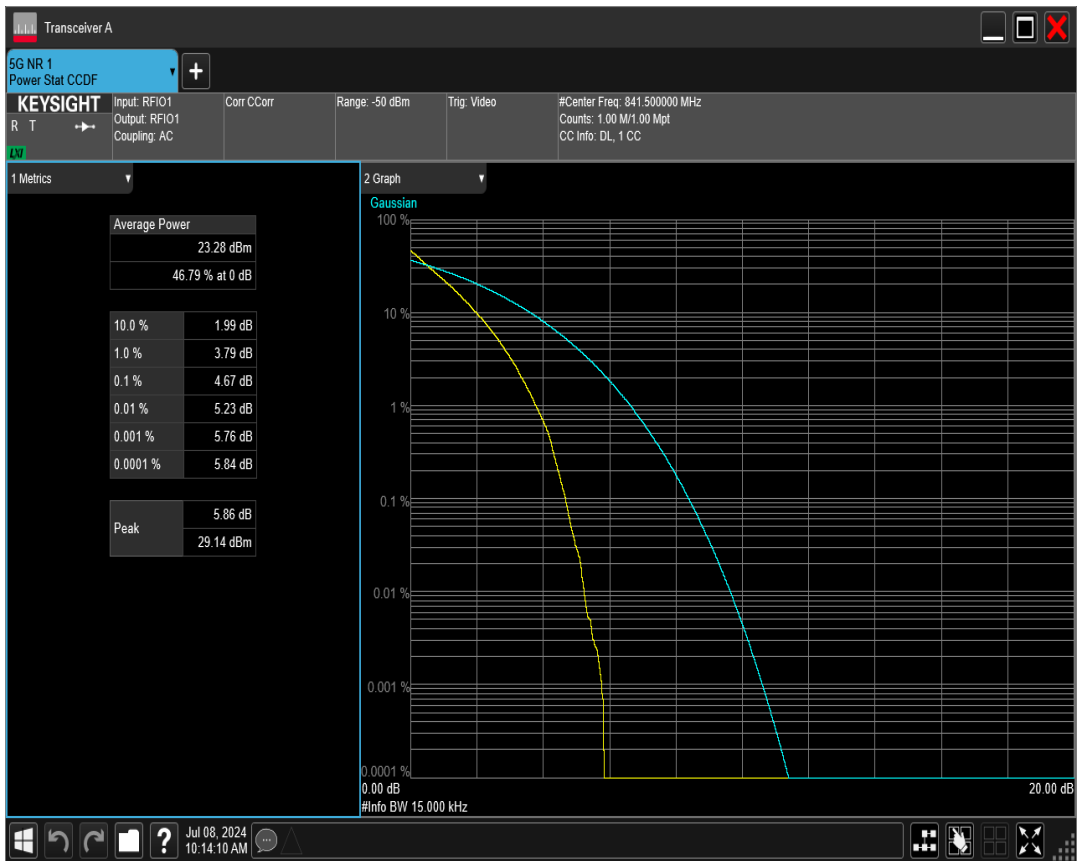 Transceiver A
5G NR 1
Power Stat CCDF
+
KEYSIGHT
R T
LXI
Input: RFIO1
Output: RFIO1
Coupling: AC
Corr CCorr
Range: -50 dBm
Trig: Video
#Center Freq: 841.500000 MHz
Counts: 1.00 M/1.00 Mpt
CC Info: DL, 1 CC
1 Metrics
Average Power
23.28 dBm
46.79 % at 0 dB
10.0 % 1.99 dB
1.0 % 3.79 dB
0.1 % 4.67 dB
0.01 % 5.23 dB
0.001 % 5.76 dB
0.0001 % 5.84 dB
Peak 5.86 dB
29.14 dBm
2 Graph
Gaussian
100 %
10 %
1 %
0.1 %
0.01 %
0.001 %
0.0001 %
0.00 dB 20.00 dB
#Info BW 15.000 kHz
?
Jul 08, 2024
10:14:10 AM